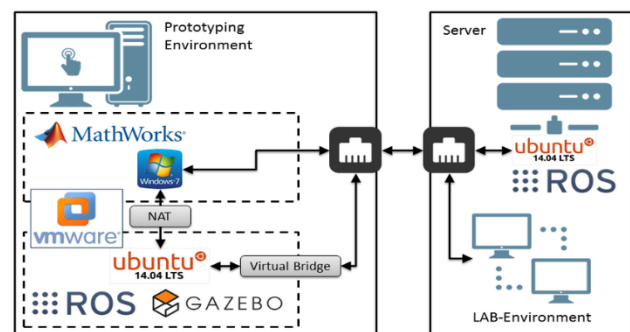 Prototyping
Environment
MathWorks®
Windows·7
NAT
vmware®
ubuntu®
14.04 LTS
Virtual Bridge
ROS
GAZEBO
Server
ubuntu®
14.04 LTS
ROS
LAB-Environment